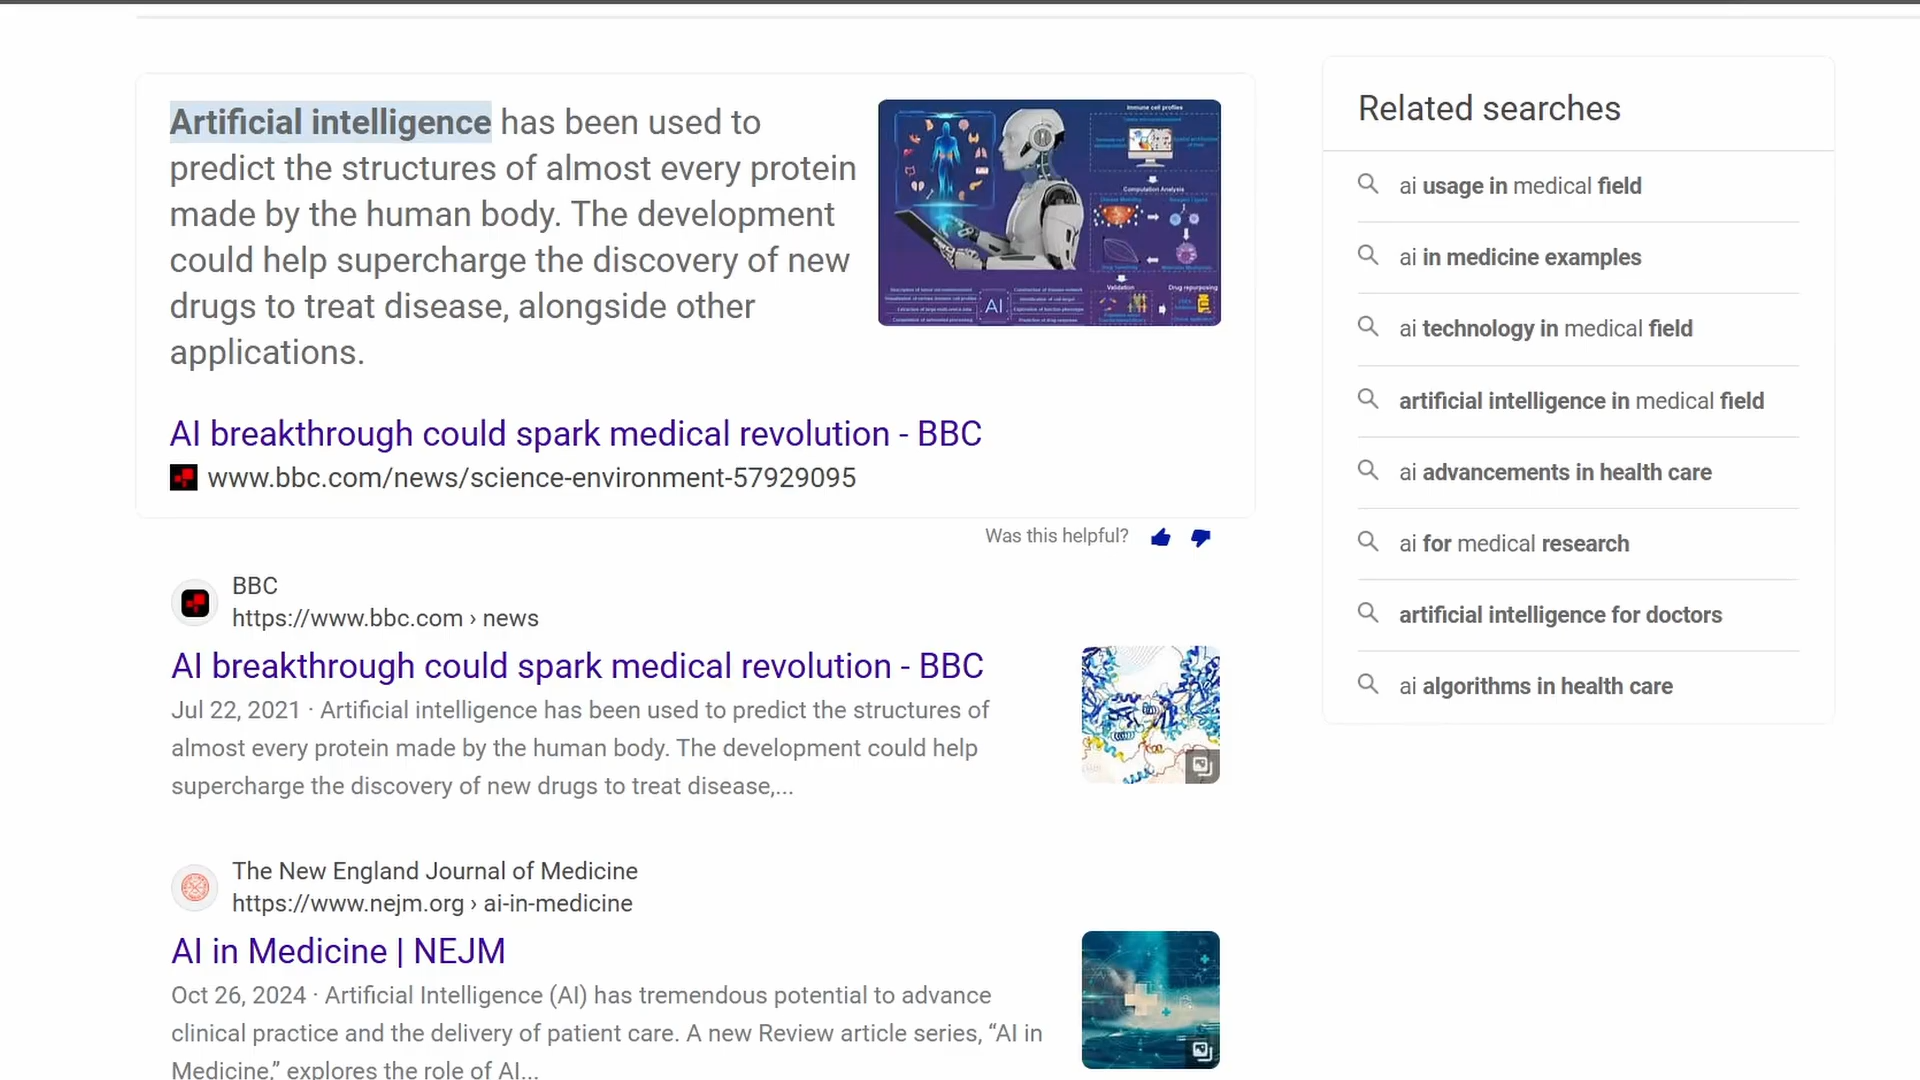 Artificial intelligence has been used to
predict the structures of almost every protein
made by the human body. The development
could help supercharge the discovery of new
drugs to treat disease, alongside other
applications.
Immune cell profiles
Computation Analysis
Validation
Drug repurposing
AI
AI breakthrough could spark medical revolution - BBC
www.bbc.com/news/science-environment-57929095
Was this helpful?
BBC
https://www.bbc.com › news
AI breakthrough could spark medical revolution - BBC
Jul 22, 2021 · Artificial intelligence has been used to predict the structures of
almost every protein made by the human body. The development could help
supercharge the discovery of new drugs to treat disease,...
The New England Journal of Medicine
https://www.nejm.org › ai-in-medicine
AI in Medicine | NEJM
Oct 26, 2024 · Artificial Intelligence (AI) has tremendous potential to advance
clinical practice and the delivery of patient care. A new Review article series, “AI in
Medicine,” explores the role of AI...
Related searches
ai usage in medical field
ai in medicine examples
ai technology in medical field
artificial intelligence in medical field
ai advancements in health care
ai for medical research
artificial intelligence for doctors
ai algorithms in health care